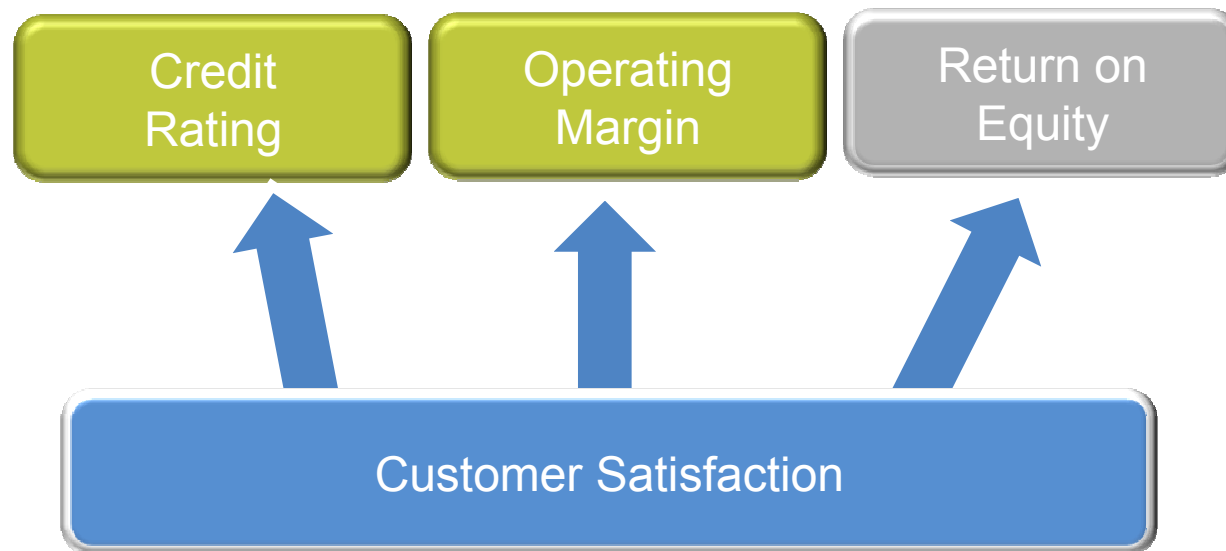 Credit
Rating
Operating
Margin
Return on
Equity
Customer Satisfaction